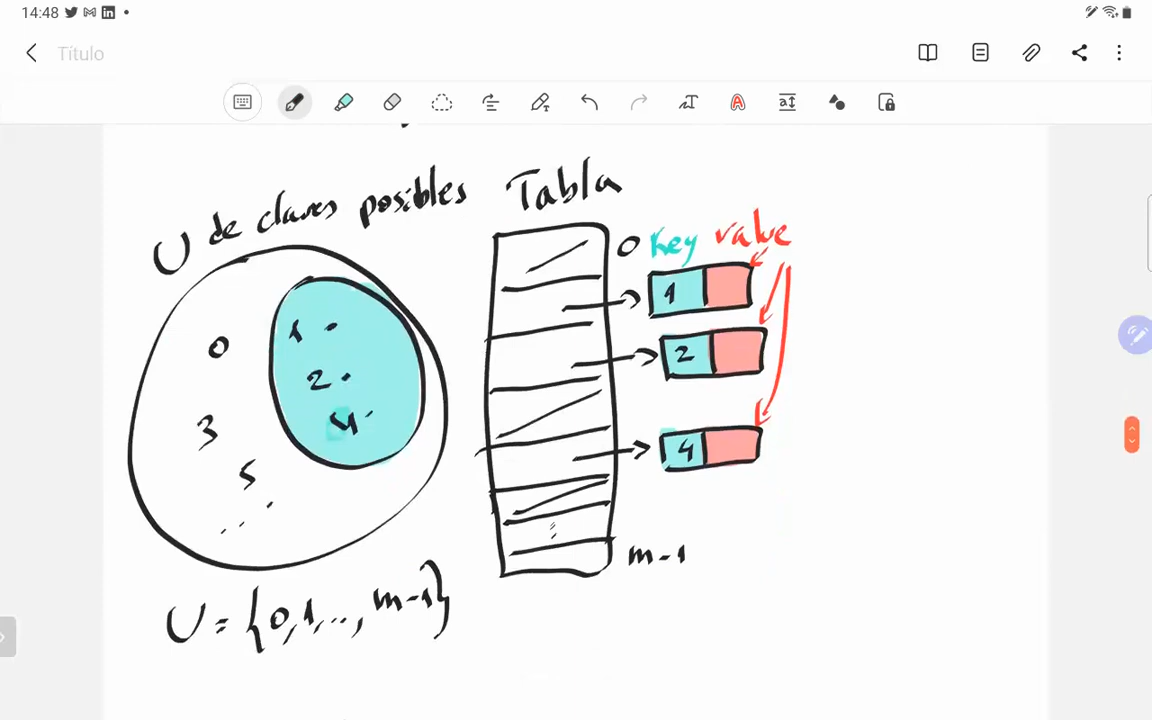 14:48
Título
U de claves posibles
Tabla
0
key value
1
2
4
0
1
2
4
3
5
...
m-1
U = {0,1,..., m-1}